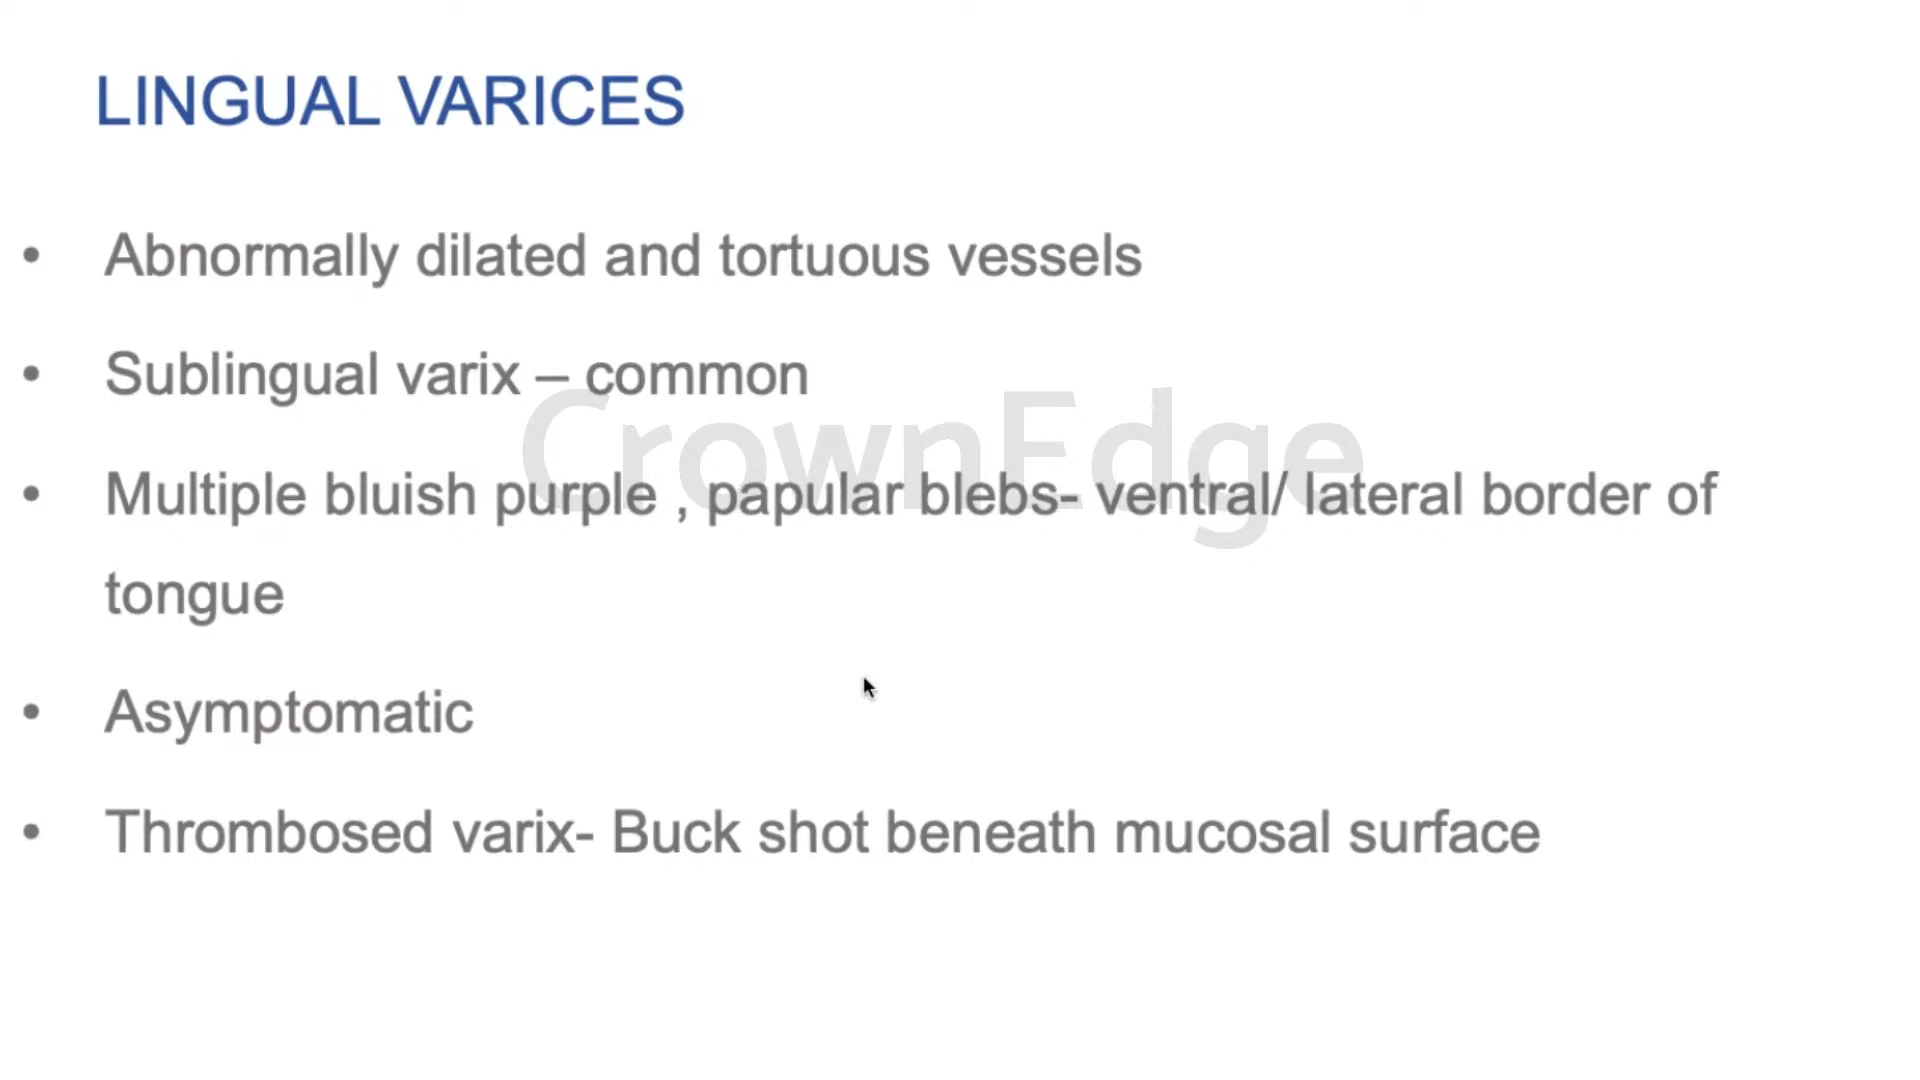 LINGUAL VARICES
• Abnormally dilated and tortuous vessels
• Sublingual varix – common
CrownEdge
• Multiple bluish purple , papular blebs- ventral/ lateral border of
tongue
• Asymptomatic
• Thrombosed varix- Buck shot beneath mucosal surface